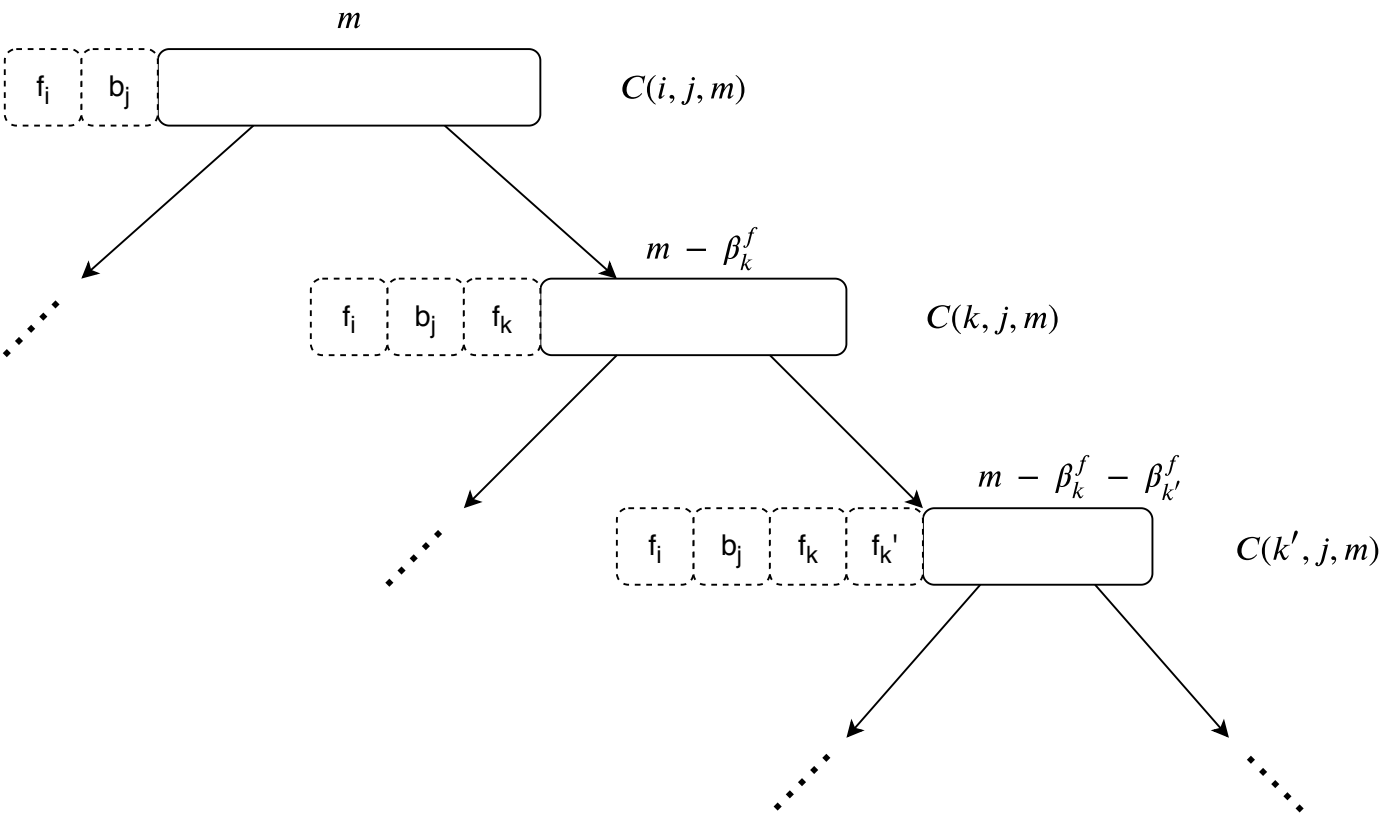 m
f_i b_j C(i, j, m)
m − β_k^f
f_i b_j f_k C(k, j, m)
m − β_k^f − β_{k′}^f
f_i b_j f_k f_k' C(k′, j, m)